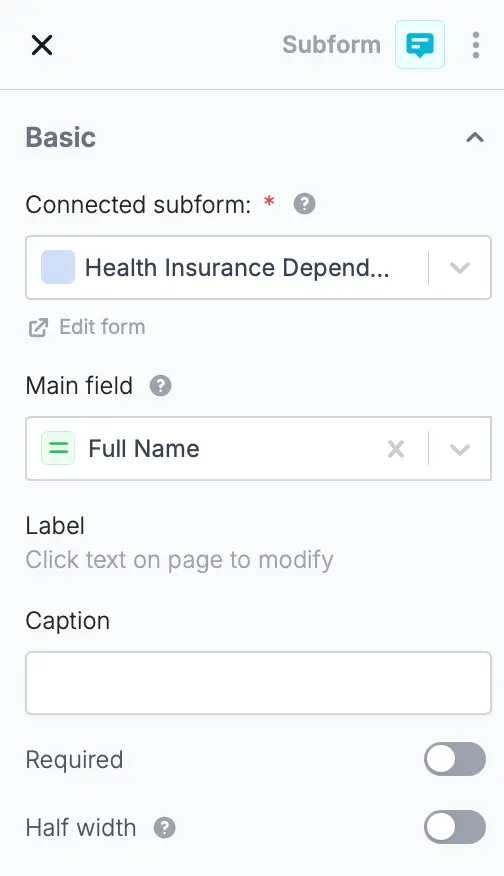 Subform
Basic
Connected subform: *
Health Insurance Depend...
Edit form
Main field
Full Name
Label
Click text on page to modify
Caption
Required
Half width